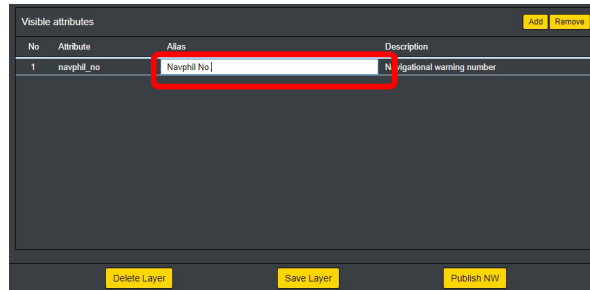 Visible attributes Add Remove
No Attribute Alias Description
1 navphil_no Navphil No. Navigational warning number
Delete Layer Save Layer Publish NW